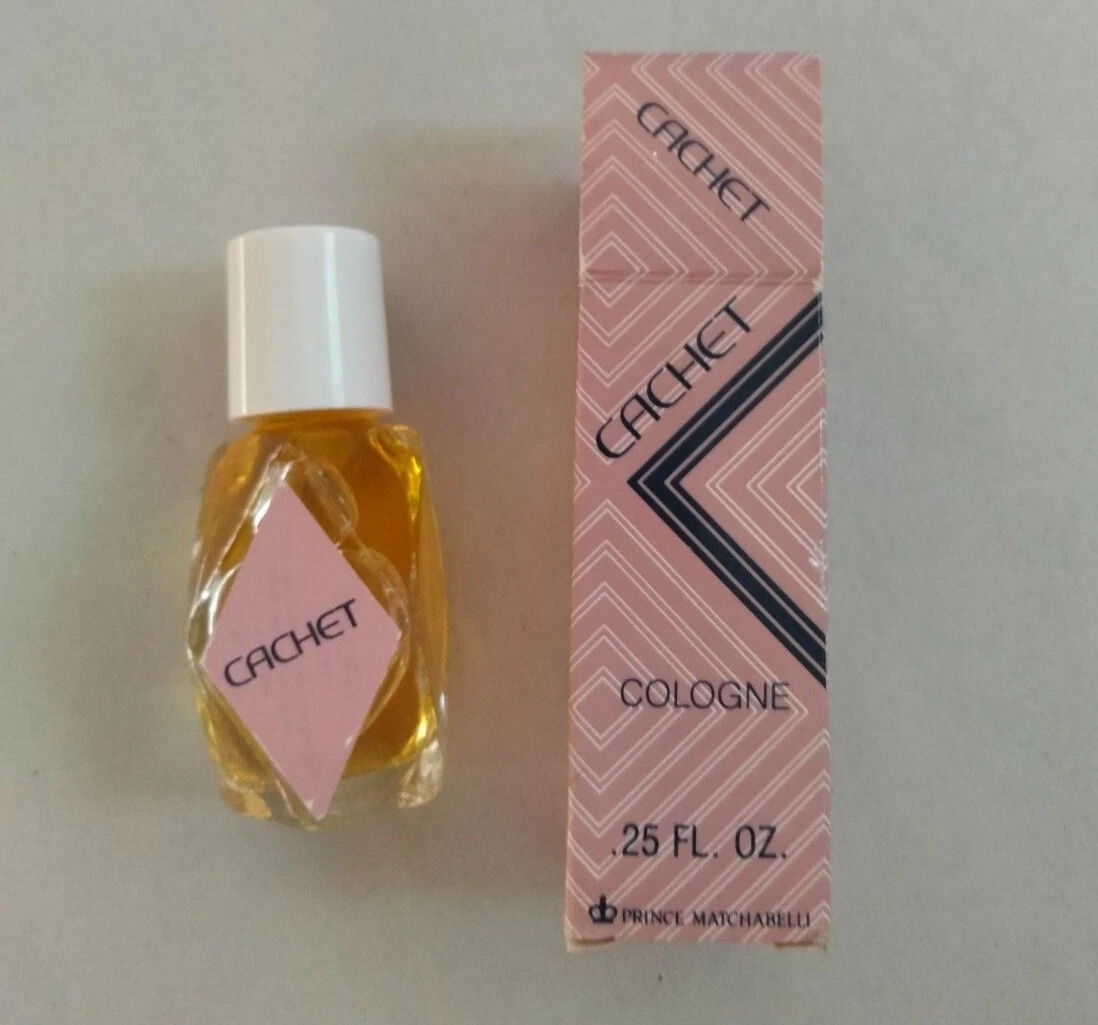 CACHET
CACHET
CACHET
COLOGNE
.25 FL. OZ.
PRINCE MATCHABELLI